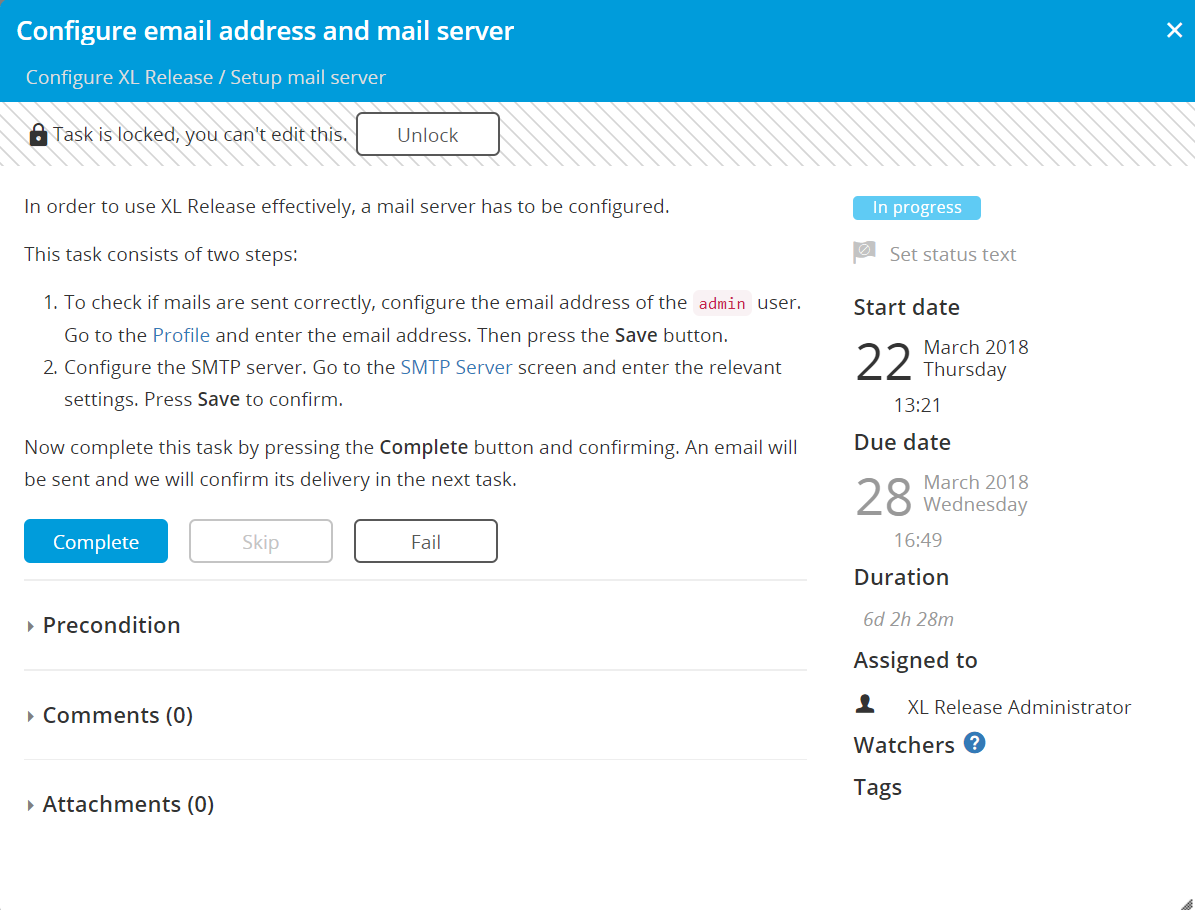 Configure email address and mail server
Configure XL Release / Setup mail server
Task is locked, you can't edit this.
Unlock
In order to use XL Release effectively, a mail server has to be configured.
This task consists of two steps:
1. To check if mails are sent correctly, configure the email address of the admin user.
Go to the Profile and enter the email address. Then press the Save button.
2. Configure the SMTP server. Go to the SMTP Server screen and enter the relevant
settings. Press Save to confirm.
Now complete this task by pressing the Complete button and confirming. An email will
be sent and we will confirm its delivery in the next task.
Complete
Skip
Fail
Precondition
Comments (0)
Attachments (0)
In progress
Set status text
Start date
22
March 2018
Thursday
13:21
Due date
28
March 2018
Wednesday
16:49
Duration
6d 2h 28m
Assigned to
XL Release Administrator
Watchers ?
Tags